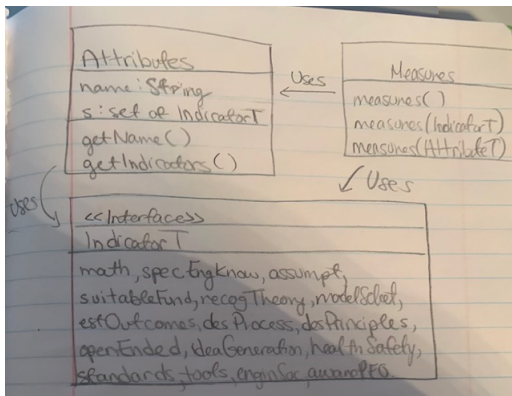 Attributes
name: String
s: set of IndicatorT
getName()
getIndicators()
Uses
Measures
measures()
measures(IndicatorT)
measures(AttributeT)
Uses
Uses
<<Interface>>
IndicatorT
math, specEngKnow, assumpt,
suitableFund, recogTheory, modelSelect,
estOutcomes, desProcess, desPrinciples,
openEnded, ideaGeneration, healthSafety,
standards, tools, engInSoc, awarePEO